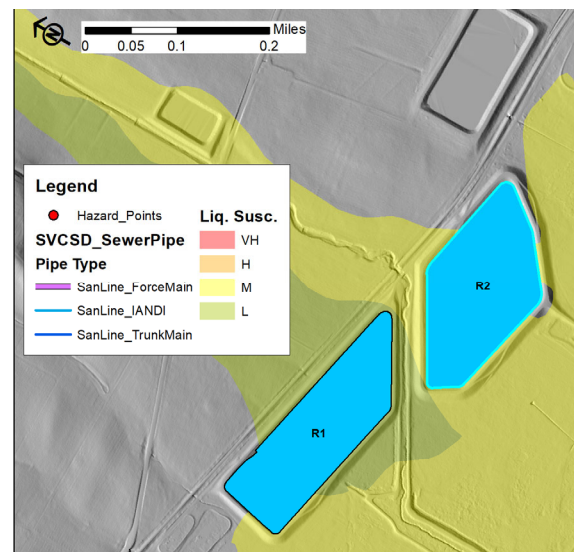 N
Miles
0 0.05 0.1 0.2
Legend
Hazard_Points
SVCSD_SewerPipe
Pipe Type
SanLine_ForceMain
SanLine_IANDI
SanLine_TrunkMain
Liq. Susc.
VH
H
M
L
R2
R1